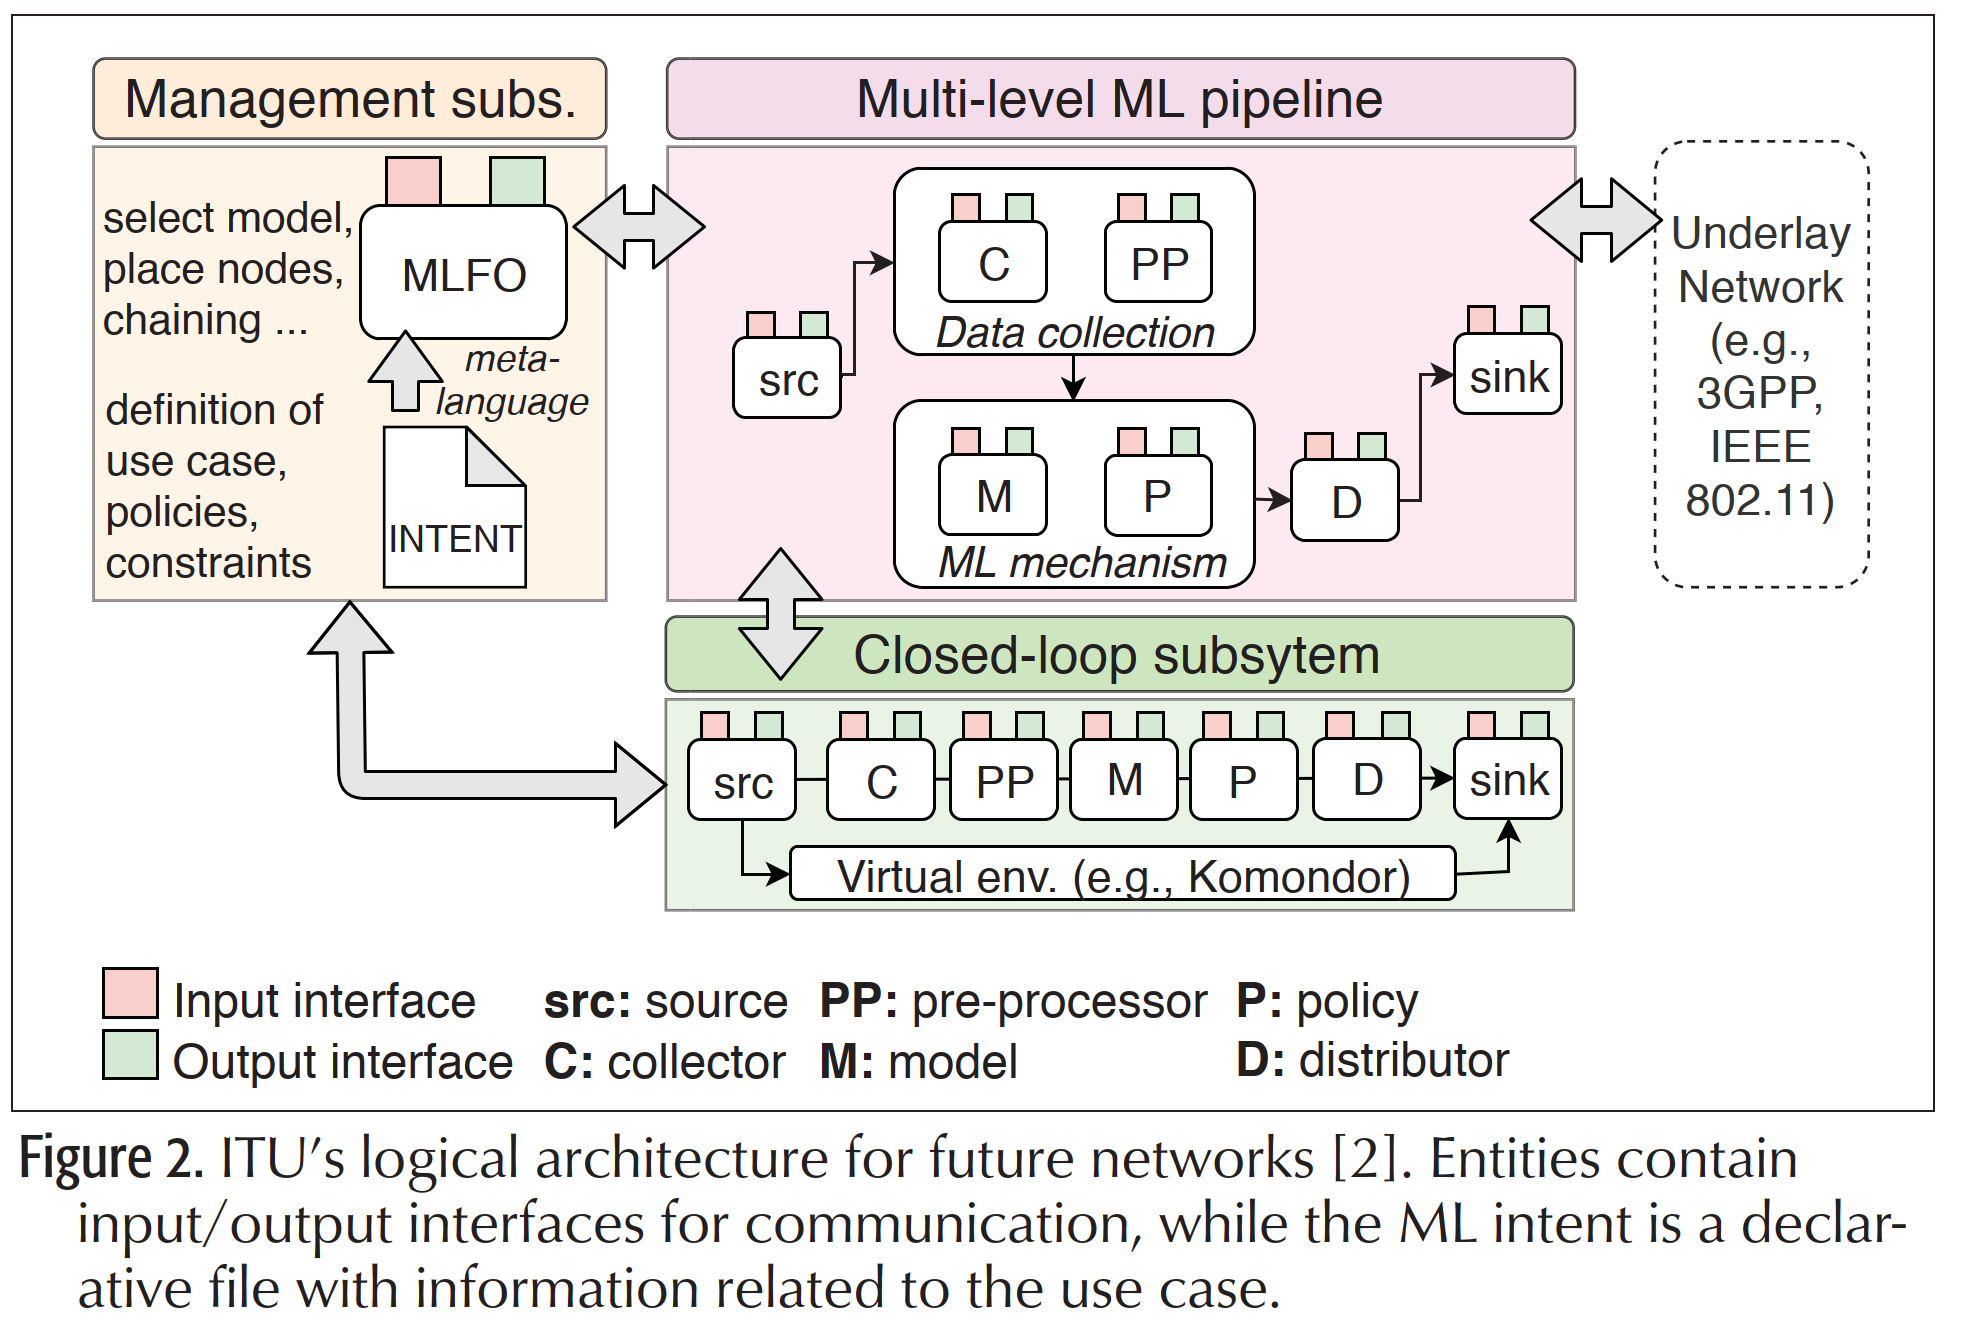 Management subs.
select model,
place nodes,
chaining ...
MLFO
meta-
language
definition of
use case,
policies,
constraints
INTENT
Multi-level ML pipeline
src
C
PP
Data collection
M
P
ML mechanism
D
sink
Underlay
Network
(e.g.,
3GPP,
IEEE
802.11)
Closed-loop subsytem
src
C
PP
M
P
D
sink
Virtual env. (e.g., Komondor)
Input interface
src: source
PP: pre-processor
P: policy
Output interface
C: collector
M: model
D: distributor
Figure 2. ITU's logical architecture for future networks [2]. Entities contain
input/output interfaces for communication, while the ML intent is a declar-
ative file with information related to the use case.